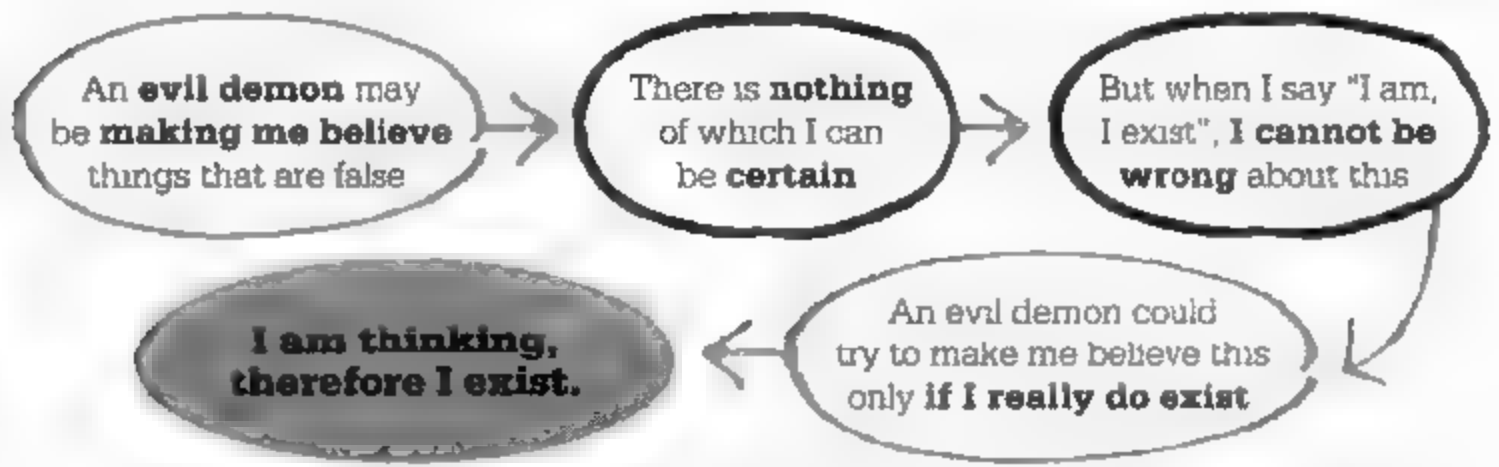 An evil demon may
be making me believe
things that are false
There is nothing
of which I can
be certain
But when I say "I am,
I exist", I cannot be
wrong about this
An evil demon could
try to make me believe this
only if I really do exist
I am thinking,
therefore I exist.